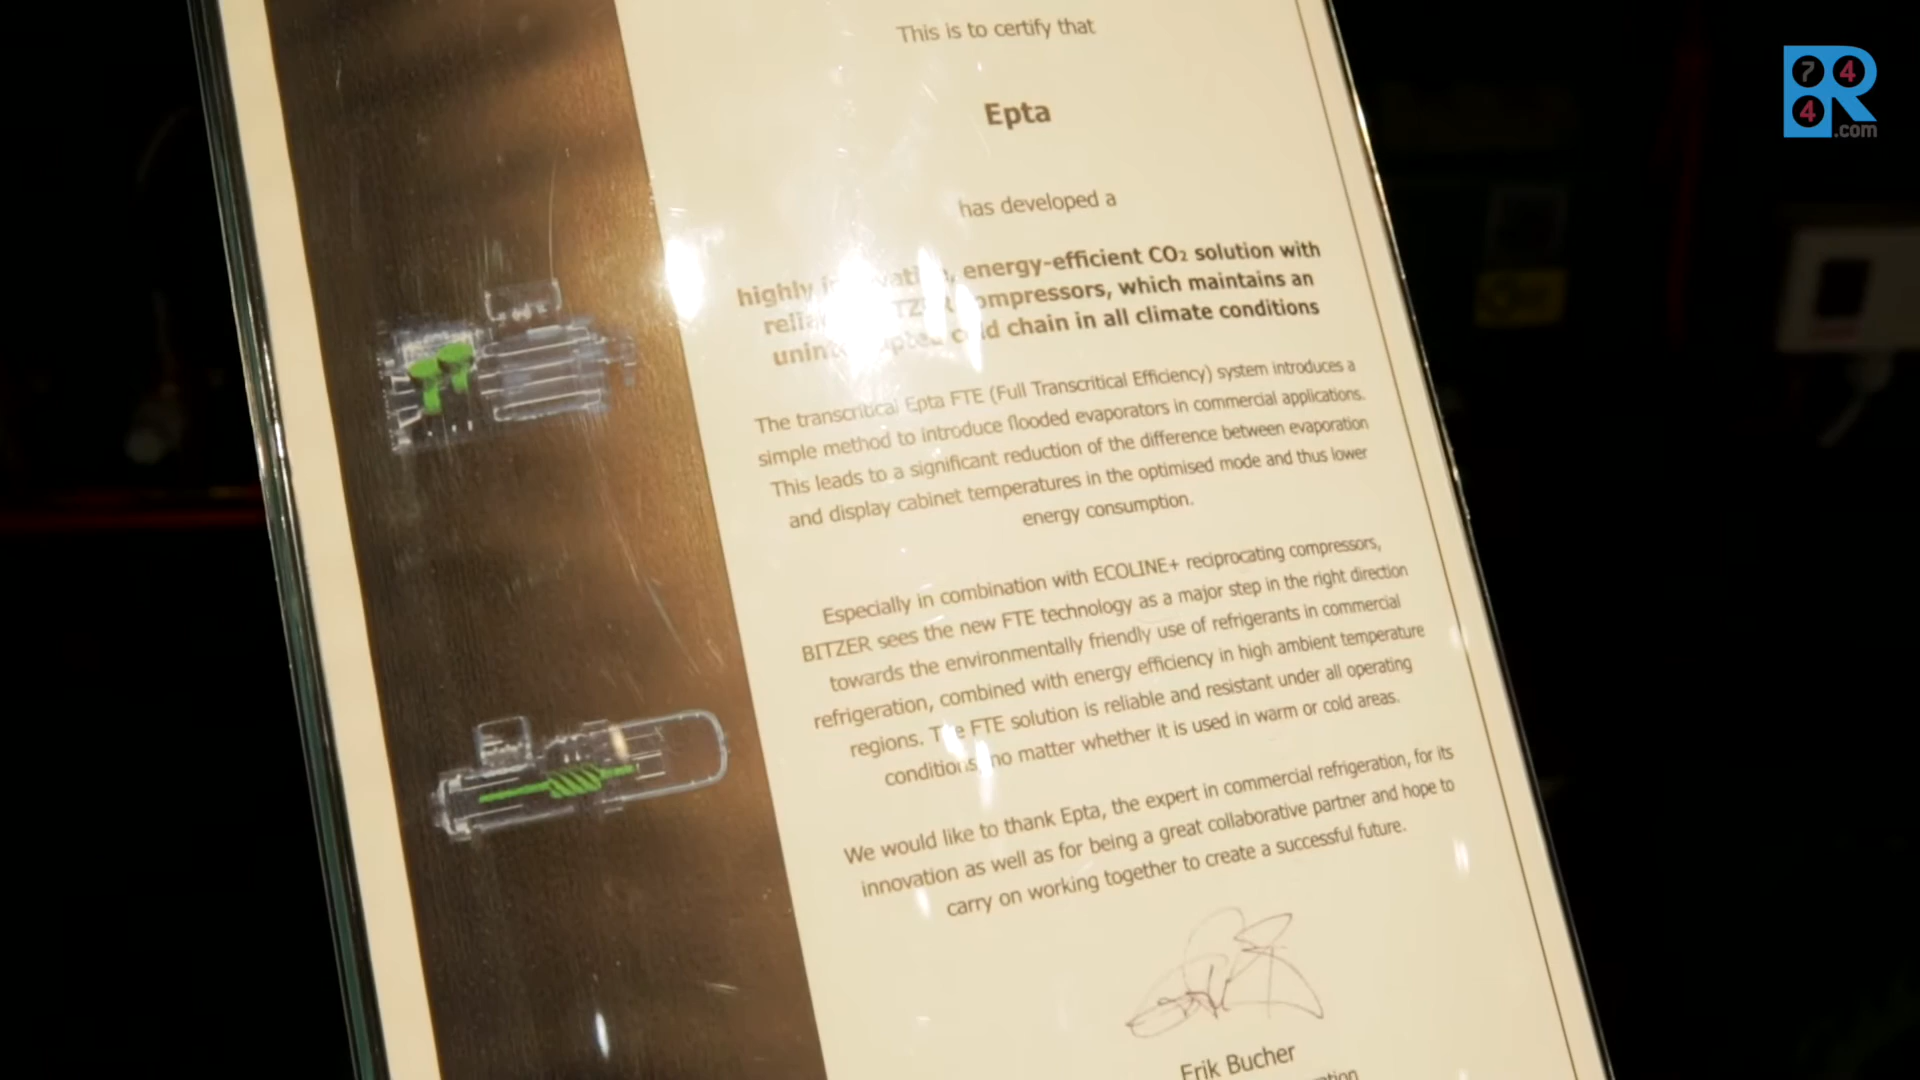 This is to certify that
Epta
has developed a
highly energy-efficient CO₂ solution with
compressors, which maintains an
cold chain in all climate conditions
The transcritical Epta FTE (Full Transcritical Efficiency) system introduces a
simple method to introduce flooded evaporators in commercial applications.
This leads to a significant reduction of the difference between evaporation
and display cabinet temperatures in the optimised mode and thus lower
energy consumption.
Especially in combination with ECOLINE+ reciprocating compressors,
BITZER sees the new FTE technology as a major step in the right direction
towards the environmentally friendly use of refrigerants in commercial
refrigeration, combined with energy efficiency in high ambient temperature
regions. The FTE solution is reliable and resistant under all operating
conditions, no matter whether it is used in warm or cold areas.
We would like to thank Epta, the expert in commercial refrigeration, for its
innovation as well as for being a great collaborative partner and hope to
carry on working together to create a successful future.
Erik Bucher
R744.com